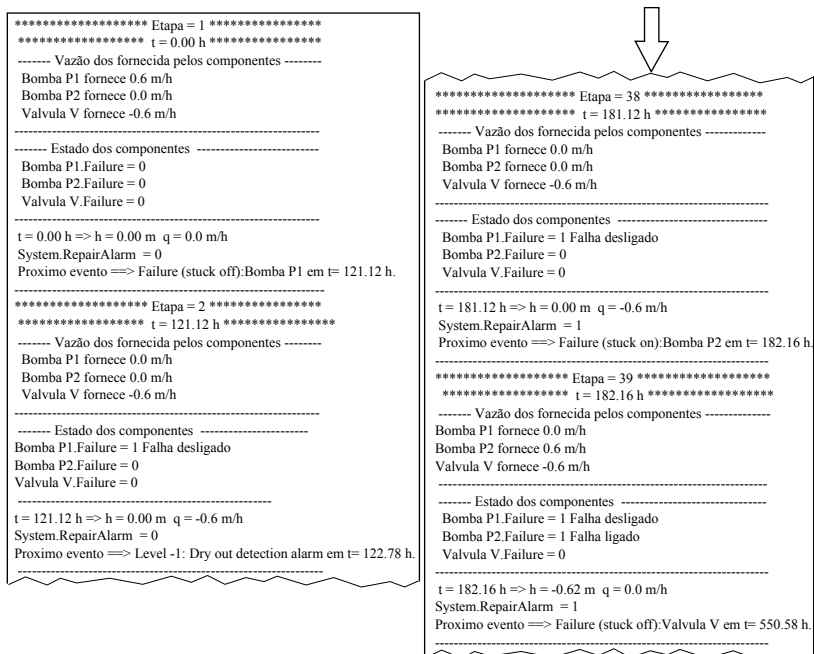 ******************* Etapa = 1 ****************
****************** t = 0.00 h ****************
------- Vazão dos fornecida pelos componentes --------
Bomba P1 fornece 0.6 m/h
Bomba P2 fornece 0.0 m/h
Valvula V fornece -0.6 m/h
------------------------------------------------------------------
------- Estado dos componentes --------------------------
Bomba P1.Failure = 0
Bomba P2.Failure = 0
Valvula V.Failure = 0
------------------------------------------------------------------
t = 0.00 h => h = 0.00 m q = 0.0 m/h
System.RepairAlarm = 0
Proximo evento ==> Failure (stuck off):Bomba P1 em t= 121.12 h.
-------------------------------------------------------------------
******************* Etapa = 2 ****************
****************** t = 121.12 h ****************
------- Vazão dos fornecida pelos componentes --------
Bomba P1 fornece 0.0 m/h
Bomba P2 fornece 0.0 m/h
Valvula V fornece -0.6 m/h
------------------------------------------------------------------
------- Estado dos componentes -----------------------
Bomba P1.Failure = 1 Falha desligado
Bomba P2.Failure = 0
Valvula V.Failure = 0
-------------------------------------------------------
t = 121.12 h => h = 0.00 m q = -0.6 m/h
System.RepairAlarm = 0
Proximo evento ==> Level -1: Dry out detection alarm em t= 122.78 h.
------------------------------------------------------------------
******************** Etapa = 38 *****************
******************** t = 181.12 h ****************
------- Vazão dos fornecida pelos componentes -------------
Bomba P1 fornece 0.0 m/h
Bomba P2 fornece 0.0 m/h
Valvula V fornece -0.6 m/h
------------------------------------------------------------------------
------- Estado dos componentes --------------------------------
Bomba P1.Failure = 1 Falha desligado
Bomba P2.Failure = 0
Valvula V.Failure = 0
------------------------------------------------------------------------
t = 181.12 h => h = 0.00 m q = -0.6 m/h
System.RepairAlarm = 1
Proximo evento ==> Failure (stuck on):Bomba P2 em t= 182.16 h.
------------------------------------------------------------------------
******************* Etapa = 39 *******************
****************** t = 182.16 h ******************
------- Vazão dos fornecida pelos componentes --------------
Bomba P1 fornece 0.0 m/h
Bomba P2 fornece 0.6 m/h
Valvula V fornece -0.6 m/h
-----------------------------------------------------------------------
------- Estado dos componentes -------------------------------
Bomba P1.Failure = 1 Falha desligado
Bomba P2.Failure = 1 Falha ligado
Valvula V.Failure = 0
------------------------------------------------------------------------
t = 182.16 h => h = -0.62 m q = 0.0 m/h
System.RepairAlarm = 1
Proximo evento ==> Failure (stuck off):Valvula V em t= 550.58 h.
------------------------------------------------------------------------